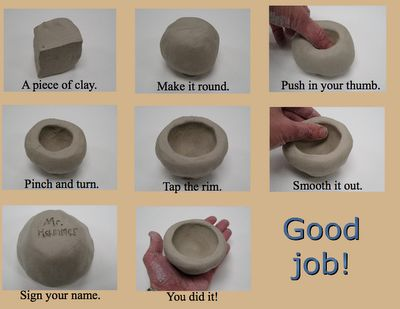 A piece of clay.
Make it round.
Push in your thumb.
Pinch and turn.
Tap the rim.
Smooth it out.
Mr.
Hammer
Sign your name.
You did it!
Good
job!